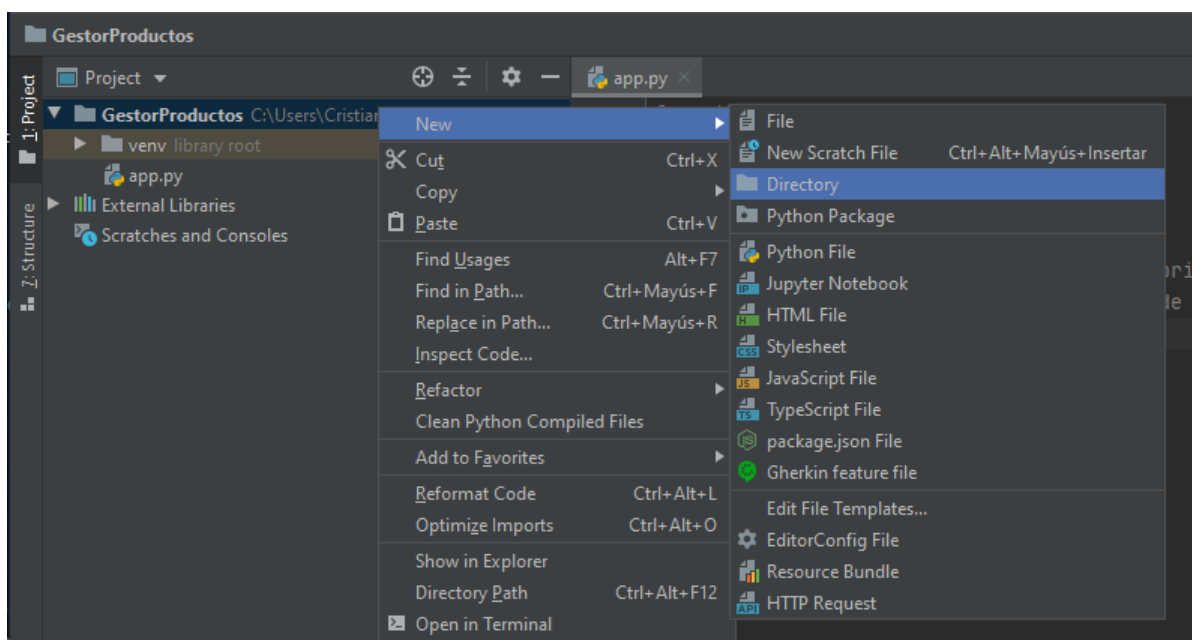 GestorProductos
1: Project
7: Structure
Project
app.py
GestorProductos C:\Users\Cristian
venv library root
app.py
External Libraries
Scratches and Consoles
New
Cut Ctrl+X
Copy
Paste Ctrl+V
Find Usages Alt+F7
Find in Path... Ctrl+Mayús+F
Replace in Path... Ctrl+Mayús+R
Inspect Code...
Refactor
Clean Python Compiled Files
Add to Favorites
Reformat Code Ctrl+Alt+L
Optimize Imports Ctrl+Alt+O
Show in Explorer
Directory Path Ctrl+Alt+F12
Open in Terminal
File
New Scratch File Ctrl+Alt+Mayús+Insertar
Directory
Python Package
Python File
Jupyter Notebook
HTML File
Stylesheet
JavaScript File
TypeScript File
package.json File
Gherkin feature file
Edit File Templates...
EditorConfig File
Resource Bundle
HTTP Request